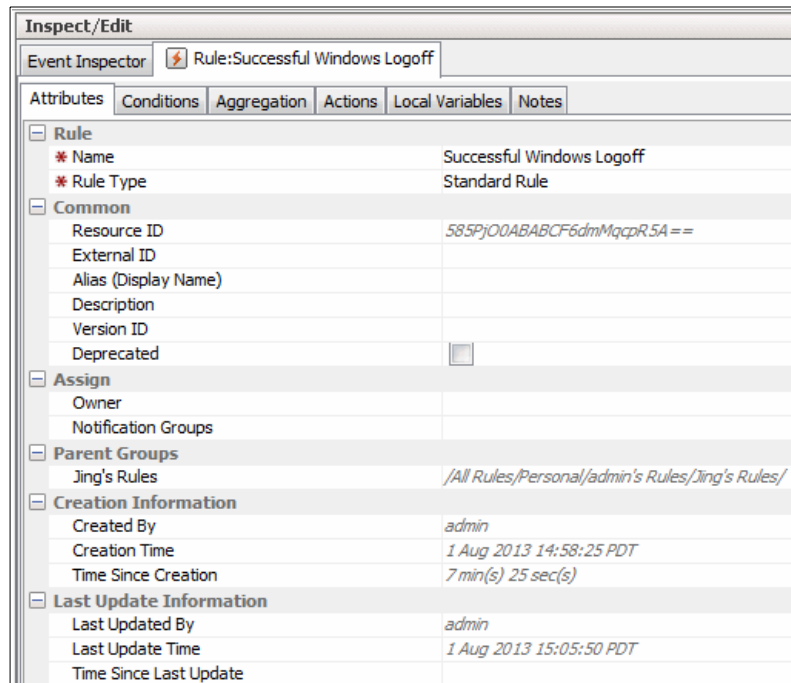 Inspect/Edit
Event Inspector Rule:Successful Windows Logoff
Attributes Conditions Aggregation Actions Local Variables Notes
Rule
* Name Successful Windows Logoff
* Rule Type Standard Rule
Common
Resource ID 585PjO0ABABCF6dmMqcpR5A==
External ID
Alias (Display Name)
Description
Version ID
Deprecated
Assign
Owner
Notification Groups
Parent Groups
Jing's Rules /All Rules/Personal/admin's Rules/Jing's Rules/
Creation Information
Created By admin
Creation Time 1 Aug 2013 14:58:25 PDT
Time Since Creation 7 min(s) 25 sec(s)
Last Update Information
Last Updated By admin
Last Update Time 1 Aug 2013 15:05:50 PDT
Time Since Last Update